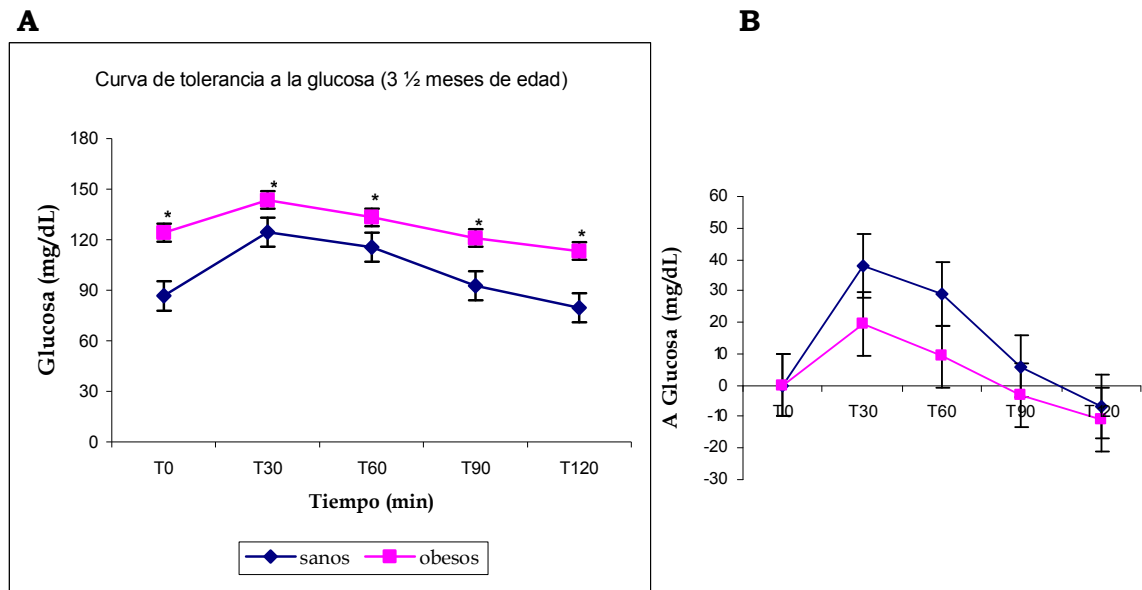 A
Curva de tolerancia a la glucosa (3 ½ meses de edad)
180
150
120
90
60
30
0
Glucosa (mg/dL)
*
*
*
*
*
T0 T30 T60 T90 T120
Tiempo (min)
sanos obesos
B
60
50
40
30
20
10
0
-10
-20
-30
A Glucosa (mg/dL)
T0 T30 T60 T90 T120